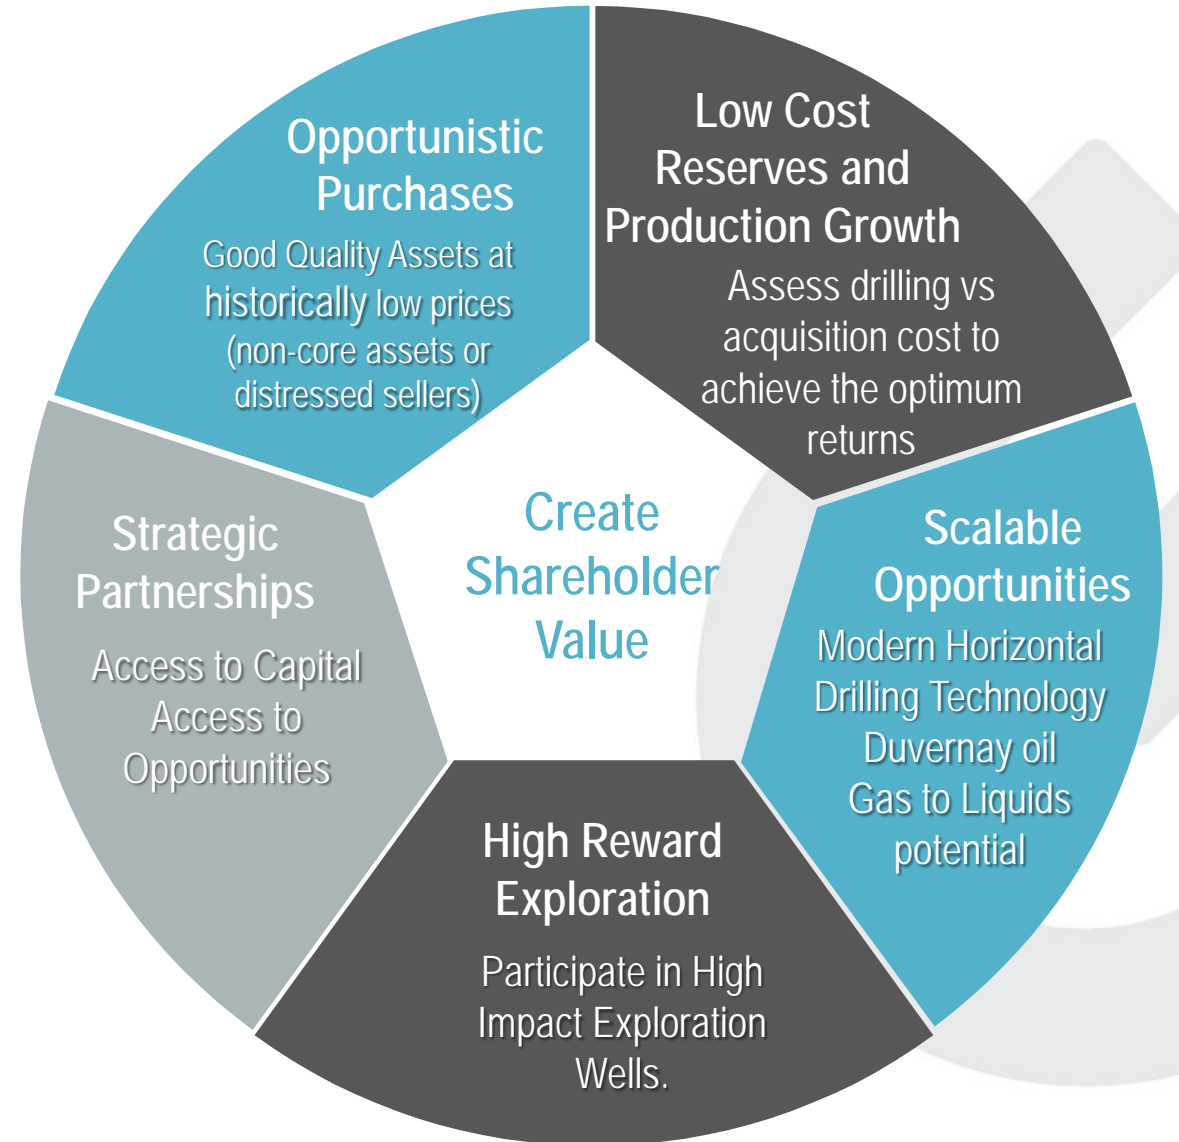 Opportunistic
Purchases
Good Quality Assets at
historically low prices
(non-core assets or
distressed sellers)
Low Cost
Reserves and
Production Growth
Assess drilling vs
acquisition cost to
achieve the optimum
returns
Strategic
Partnerships
Access to Capital
Access to
Opportunities
Create
Shareholder
Value
Scalable
Opportunities
Modern Horizontal
Drilling Technology
Duvernay oil
Gas to Liquids
potential
High Reward
Exploration
Participate in High
Impact Exploration
Wells.